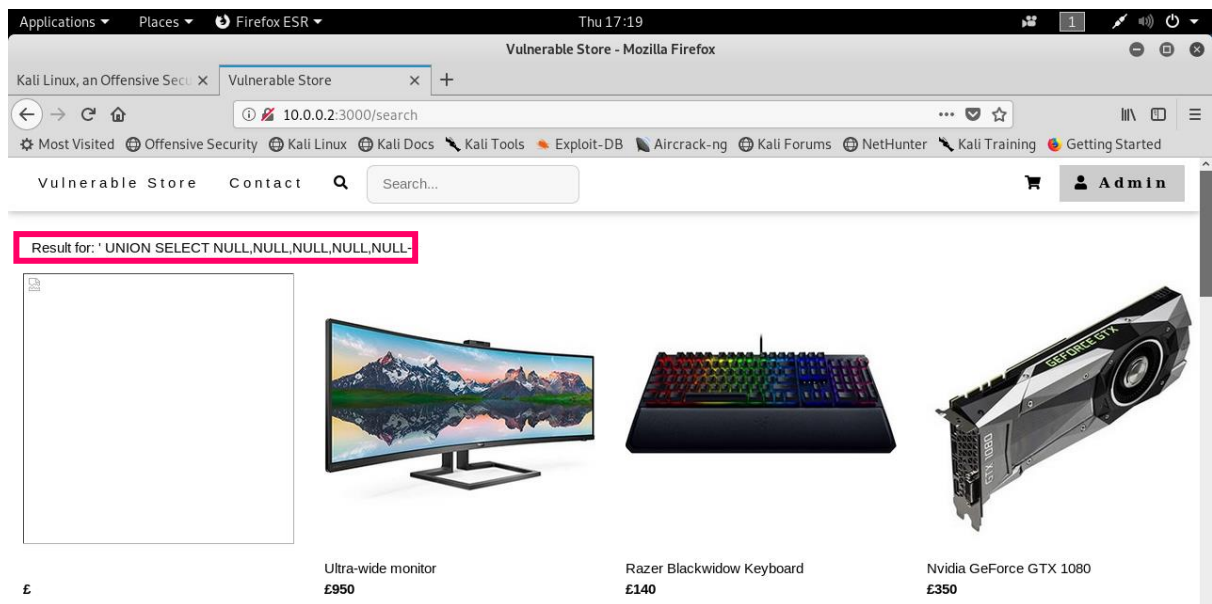 Applications Places Firefox ESR Thu 17:19 1
Vulnerable Store - Mozilla Firefox
Kali Linux, an Offensive Secu Vulnerable Store
10.0.0.2:3000/search
Most Visited Offensive Security Kali Linux Kali Docs Kali Tools Exploit-DB Aircrack-ng Kali Forums NetHunter Kali Training Getting Started
Vulnerable Store Contact Search... Admin
Result for: ' UNION SELECT NULL,NULL,NULL,NULL,NULL-
GEFORCE GTX
GTX 1080
Ultra-wide monitor Razer Blackwidow Keyboard Nvidia GeForce GTX 1080
£ £950 £140 £350